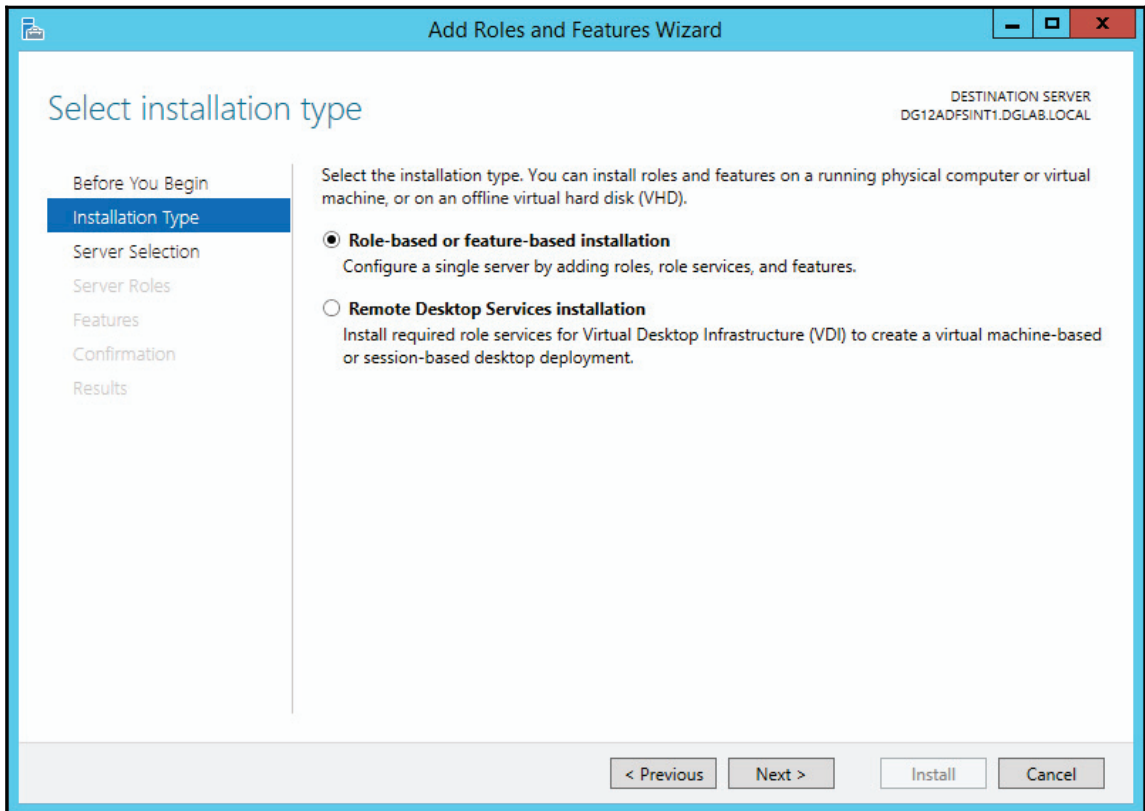 Add Roles and Features Wizard
Select installation type
DESTINATION SERVER
DG12ADFSINT1.DGLAB.LOCAL
Before You Begin
Installation Type
Server Selection
Server Roles
Features
Confirmation
Results
Select the installation type. You can install roles and features on a running physical computer or virtual
machine, or on an offline virtual hard disk (VHD).
Role-based or feature-based installation
Configure a single server by adding roles, role services, and features.
Remote Desktop Services installation
Install required role services for Virtual Desktop Infrastructure (VDI) to create a virtual machine-based
or session-based desktop deployment.
< Previous
Next >
Install
Cancel